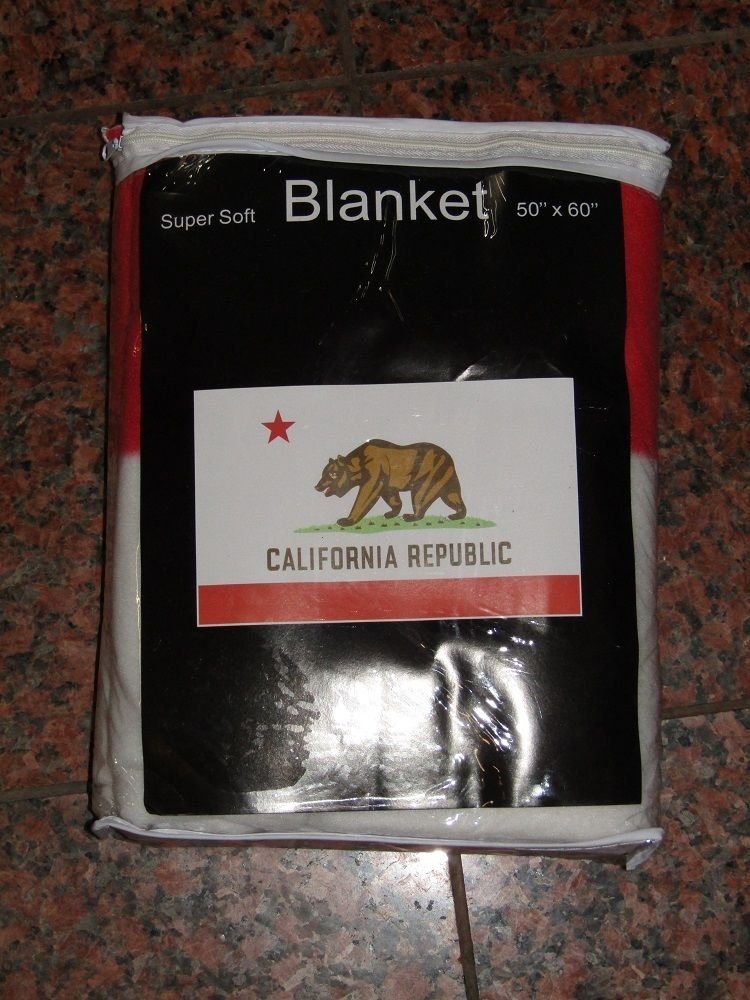 Super Soft Blanket 50" x 60"
CALIFORNIA REPUBLIC